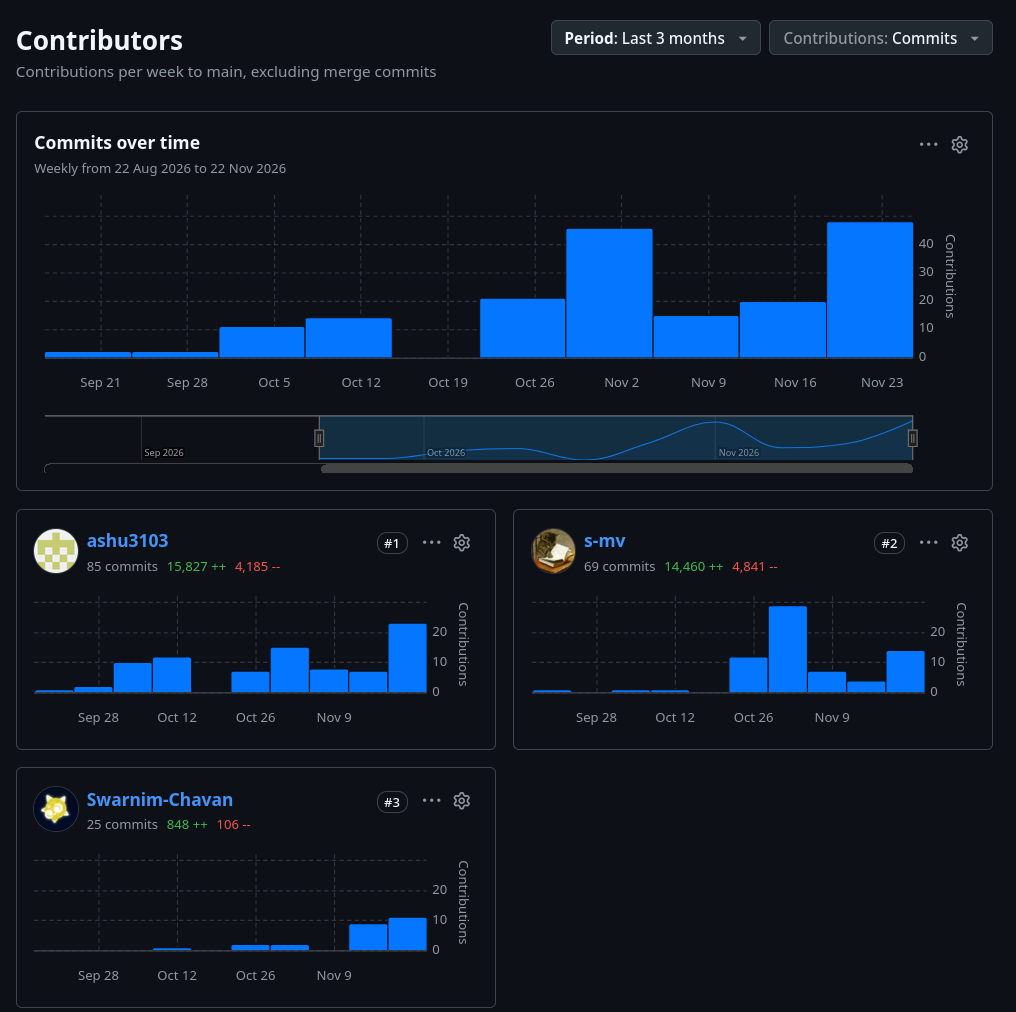 Contributors
Period: Last 3 months
Contributions: Commits
Contributions per week to main, excluding merge commits
Commits over time
Weekly from 22 Aug 2026 to 22 Nov 2026
40
30
20
10
0
Contributions
Sep 21 Sep 28 Oct 5 Oct 12 Oct 19 Oct 26 Nov 2 Nov 9 Nov 16 Nov 23
Sep 2026 Oct 2026 Nov 2026
ashu3103
#1
85 commits 15,827 ++ 4,185 --
20
10
0
Contributions
Sep 28 Oct 12 Oct 26 Nov 9
s-mv
#2
69 commits 14,460 ++ 4,841 --
20
10
0
Contributions
Sep 28 Oct 12 Oct 26 Nov 9
Swarnim-Chavan
#3
25 commits 848 ++ 106 --
20
10
0
Contributions
Sep 28 Oct 12 Oct 26 Nov 9